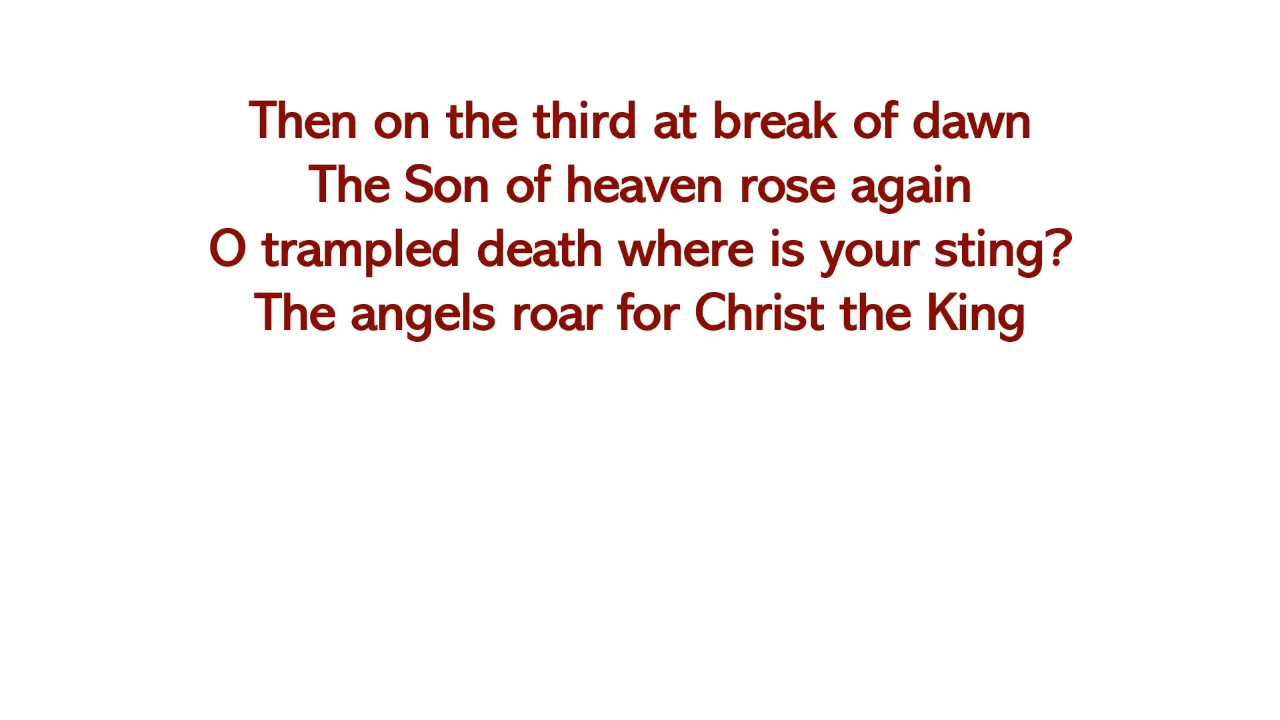 Then on the third at break of dawn
The Son of heaven rose again
O trampled death where is your sting?
The angels roar for Christ the King